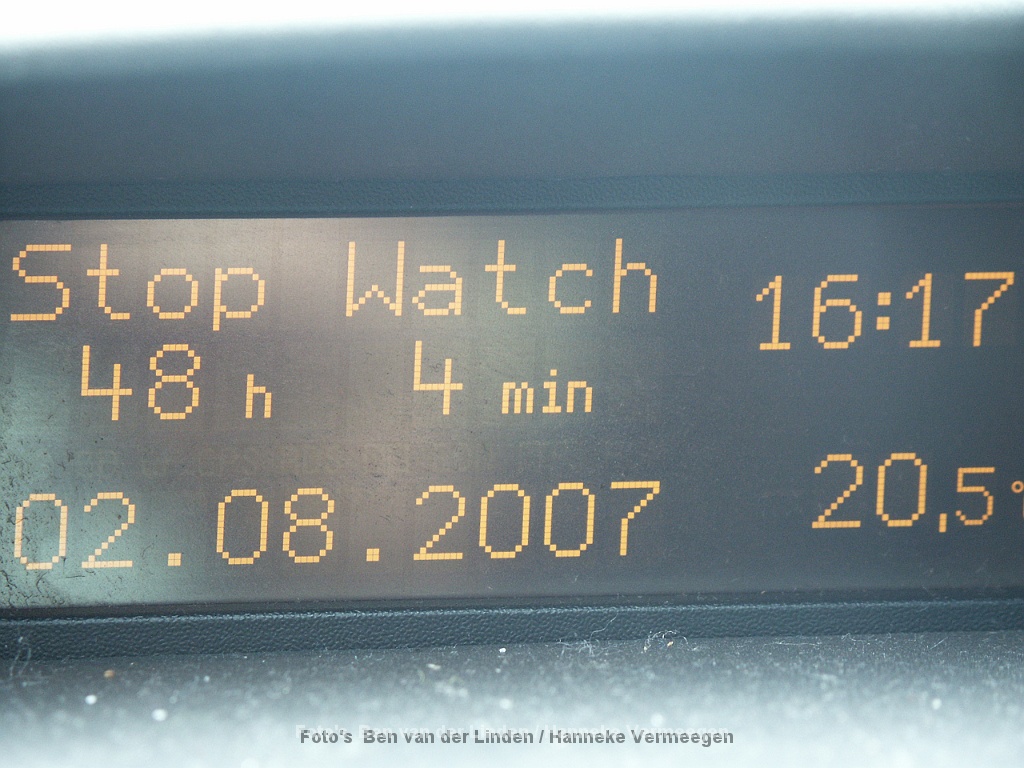 Stop Watch
16:17
48 h 4 min
02.08.2007
20,5°
Foto's Ben van der Linden / Hanneke Vermeegen